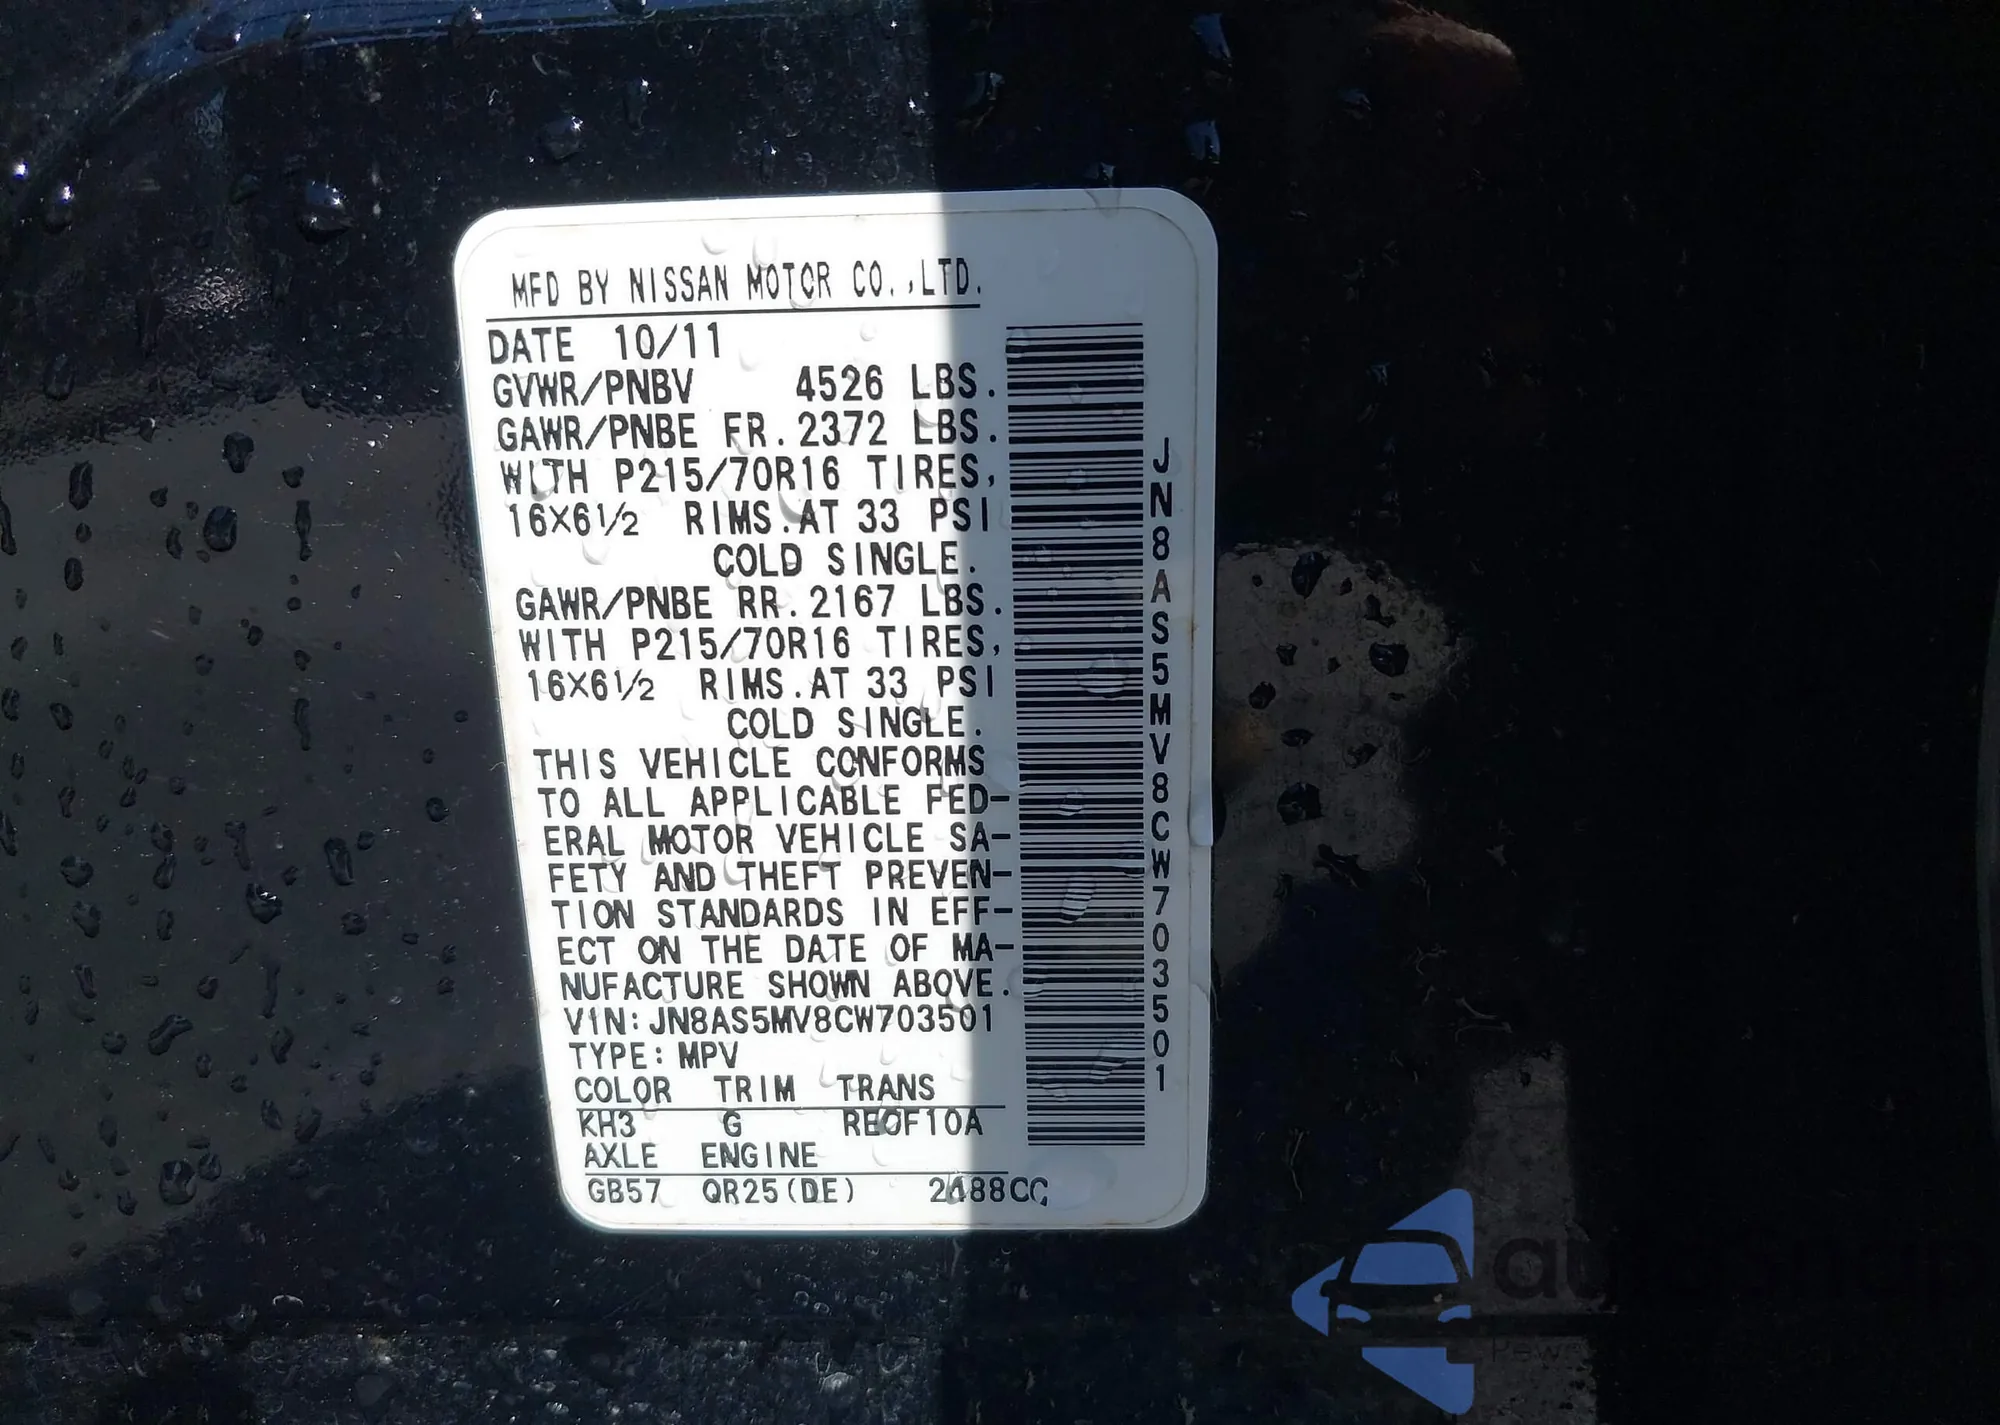 MFD BY NISSAN MOTOR CO.,LTD.
DATE 10/11
GVWR/PNBV 4526 LBS.
GAWR/PNBE FR.2372 LBS.
WITH P215/70R16 TIRES,
16X6½ RIMS.AT 33 PSI
COLD SINGLE.
GAWR/PNBE RR.2167 LBS.
WITH P215/70R16 TIRES,
16X6½ RIMS.AT 33 PSI
COLD SINGLE.
THIS VEHICLE CONFORMS
TO ALL APPLICABLE FED-
ERAL MOTOR VEHICLE SA-
FETY AND THEFT PREVEN-
TION STANDARDS IN EFF-
ECT ON THE DATE OF MA-
NUFACTURE SHOWN ABOVE.
VIN:JN8AS5MV8CW703501
TYPE:MPV
COLOR TRIM TRANS
KH3 G RE0F10A
AXLE ENGINE
GB57 QR25(DE) 2488CC
JN8AS5MV8CW703501